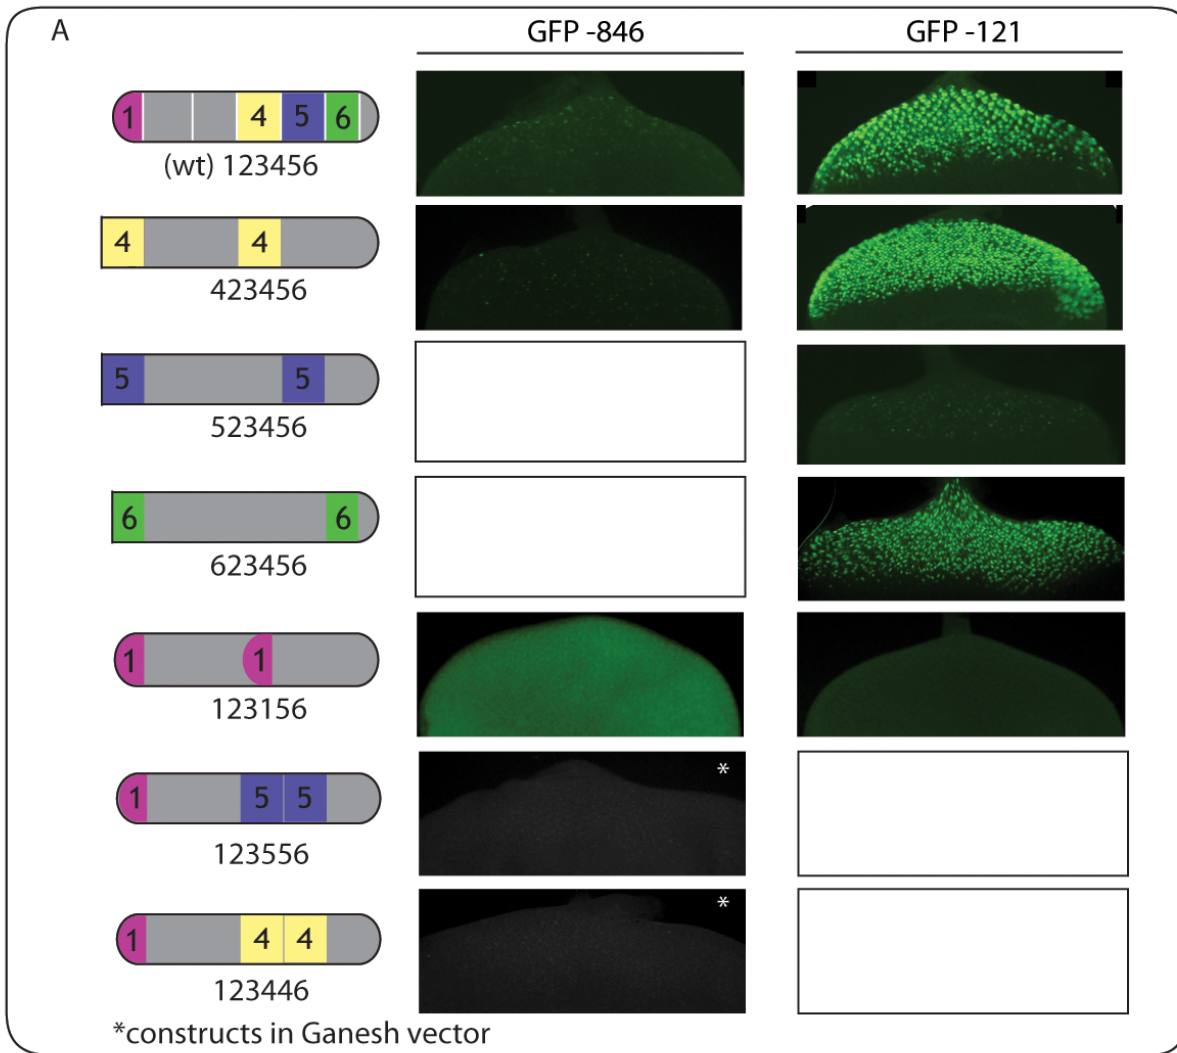 A
GFP -846 GFP -121
1 4 5 6
(wt) 123456
4 4
423456
5 5
523456
6 6
623456
1 1
123156
1 5 5 *
123556
1 4 4 *
123446
*constructs in Ganesh vector